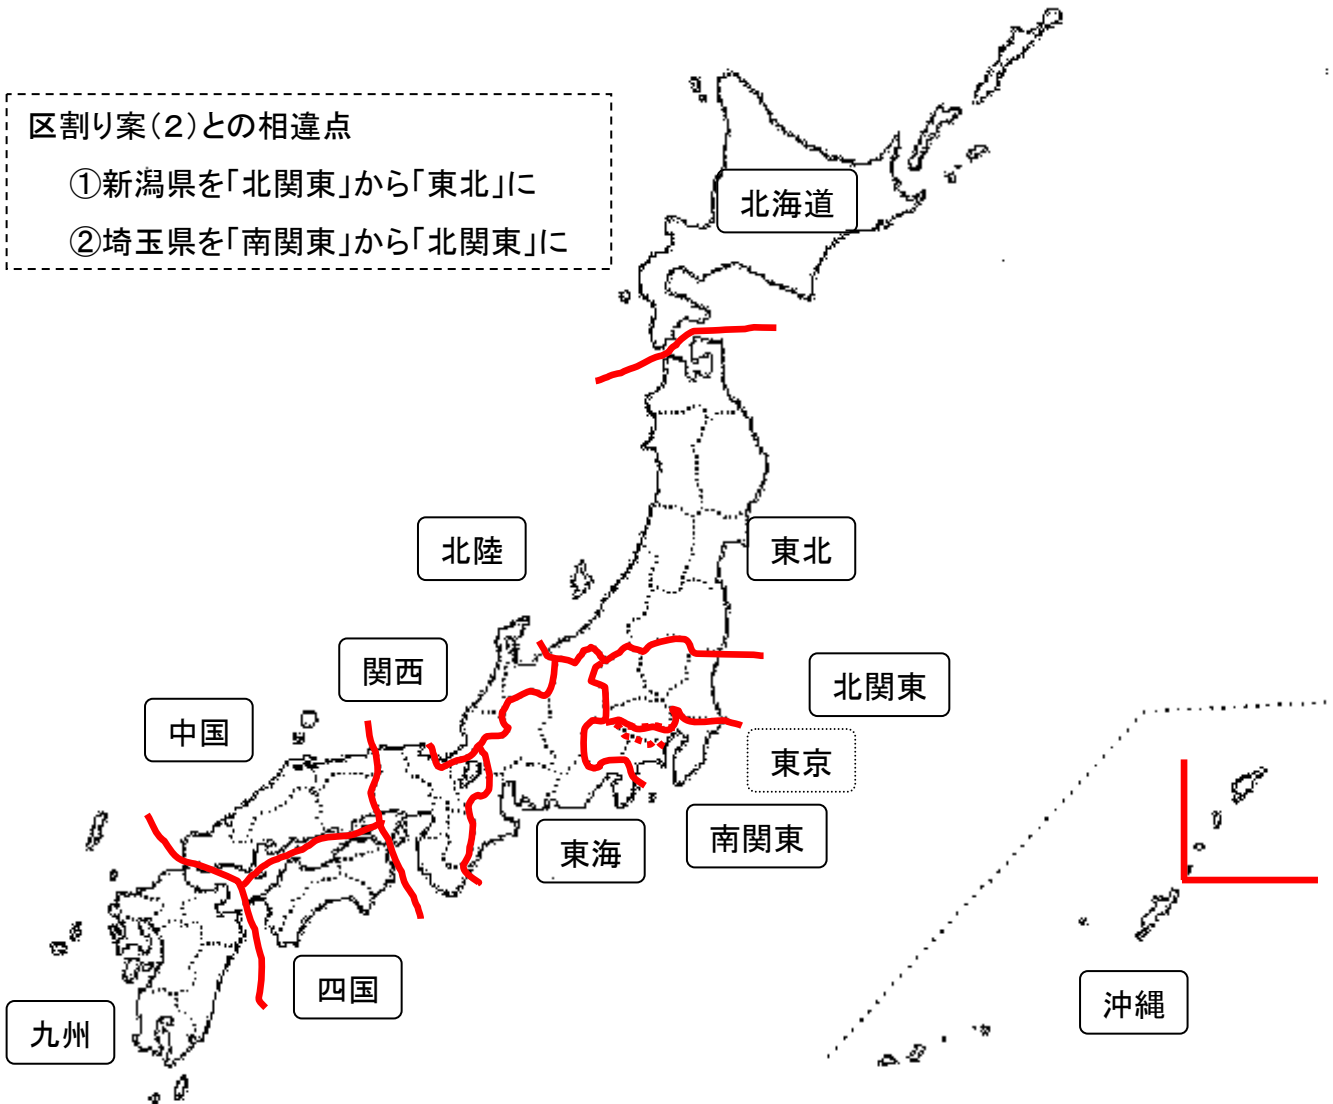 区割り案(2)との相違点
①新潟県を「北関東」から「東北」に
②埼玉県を「南関東」から「北関東」に
北海道
北陸
東北
関西
北関東
中国
東京
南関東
東海
四国
沖縄
九州